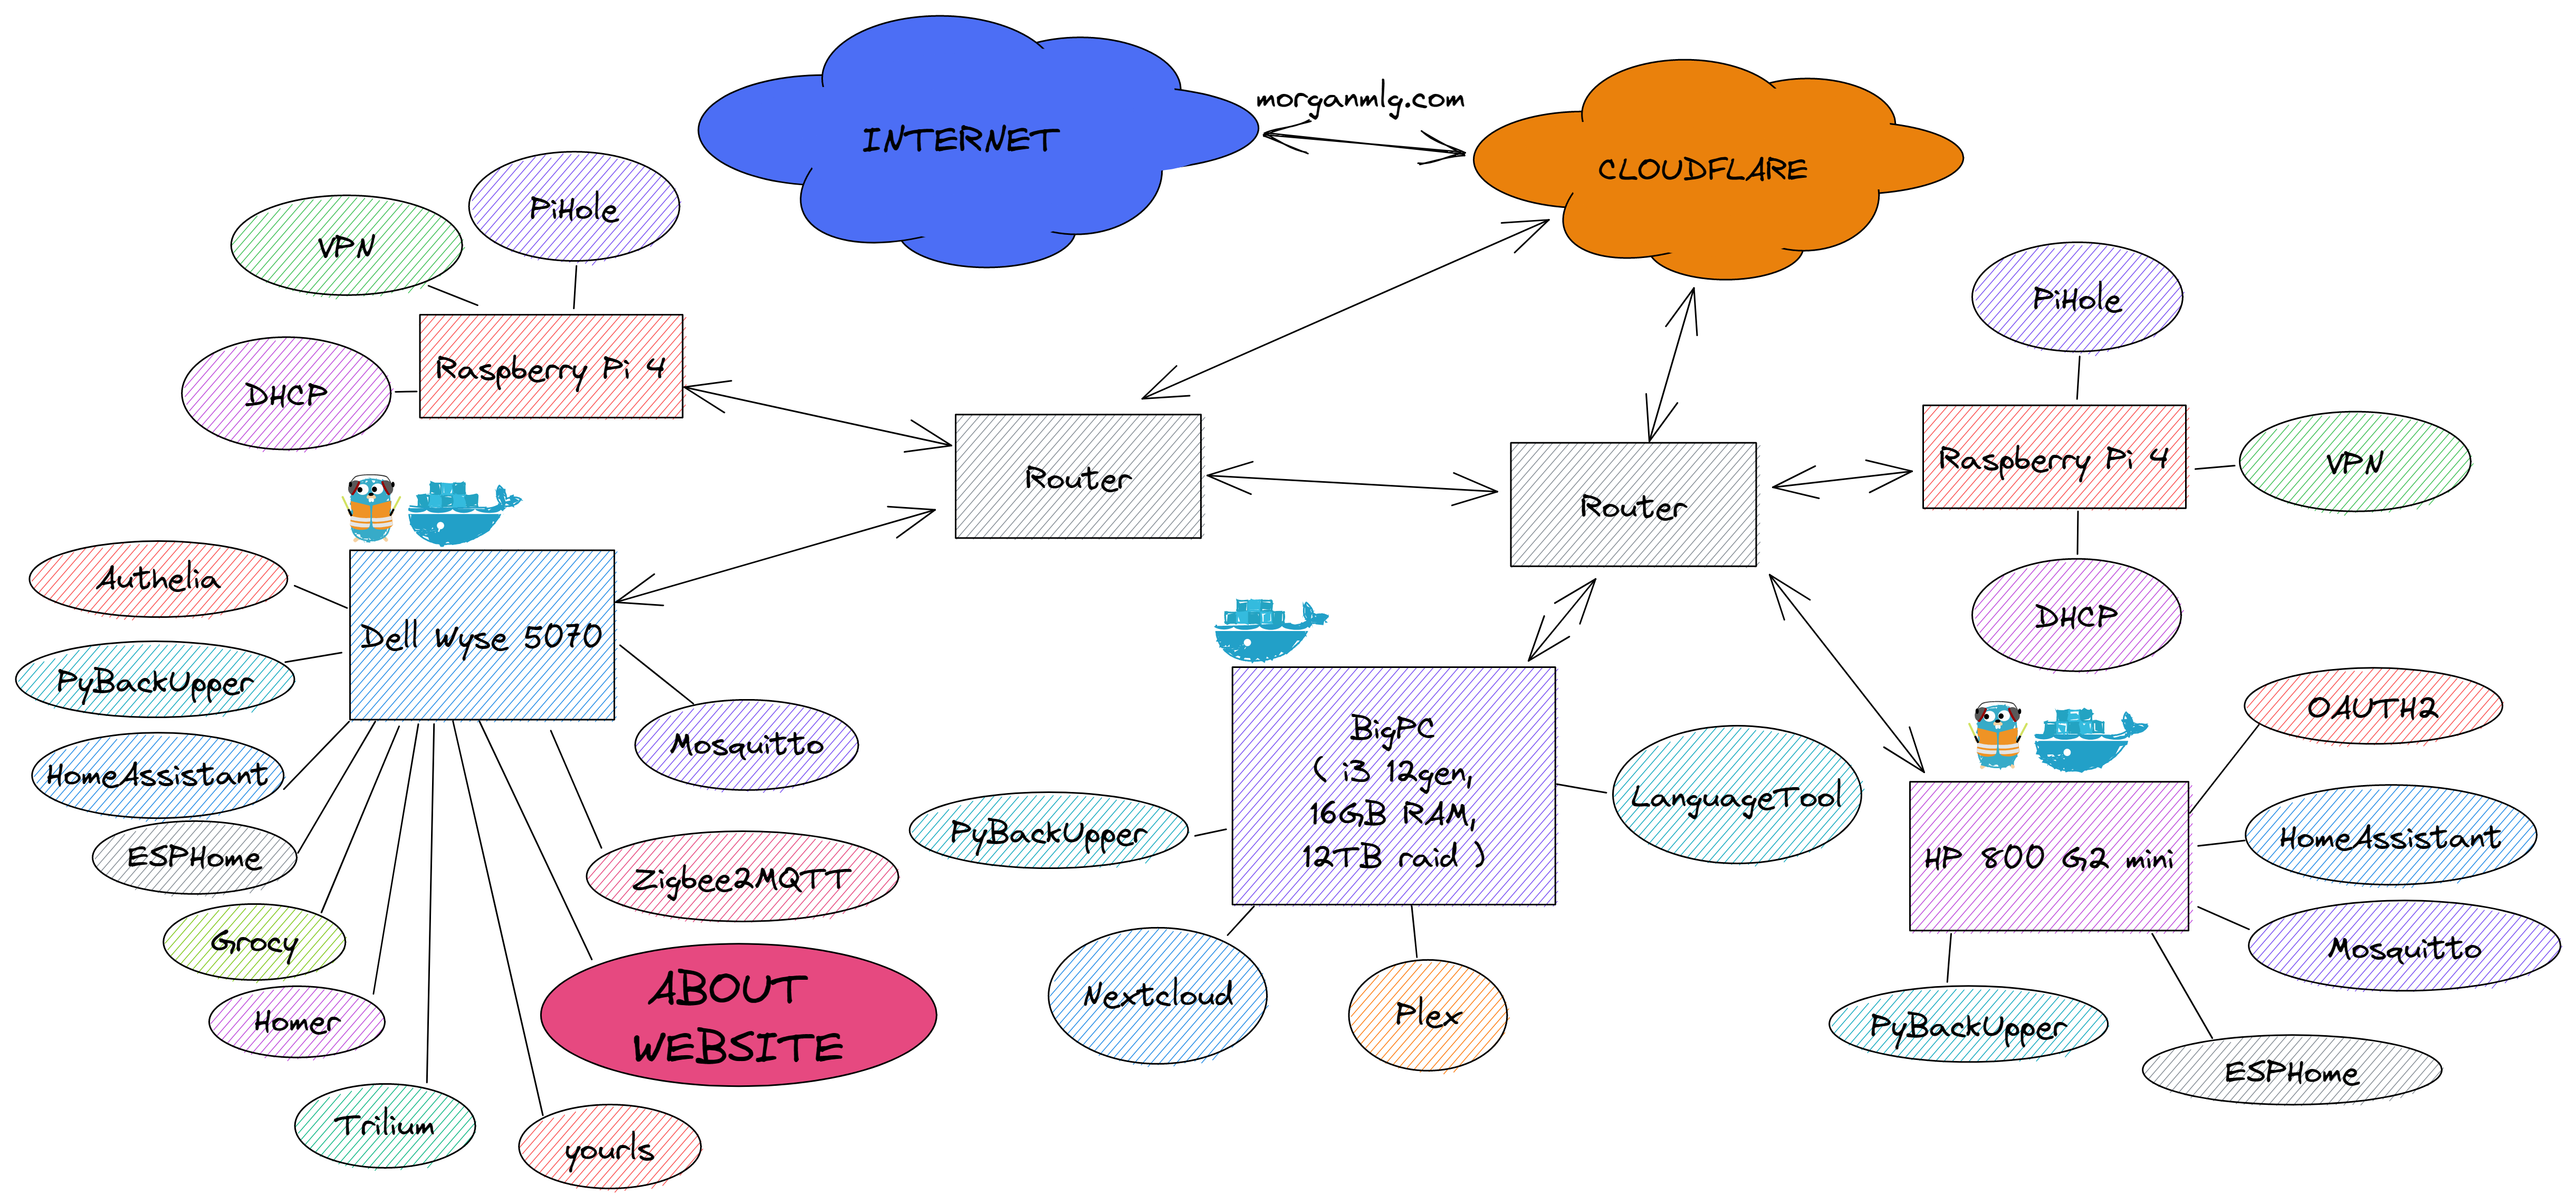 INTERNET
morganmlg.com
CLOUDFLARE
PiHole
VPN
Raspberry Pi 4
DHCP
PiHole
Raspberry Pi 4
VPN
DHCP
Router
Router
Authelia
Dell Wyse 5070
PyBackUpper
HomeAssistant
ESPHome
Grocy
Homer
Trilium
yourls
ABOUT
WEBSITE
Zigbee2MQTT
Mosquitto
BigPC
( i3 12gen,
16GB RAM,
12TB raid )
PyBackUpper
LanguageTool
Nextcloud
Plex
HP 800 G2 mini
OAUTH2
HomeAssistant
Mosquitto
PyBackUpper
ESPHome